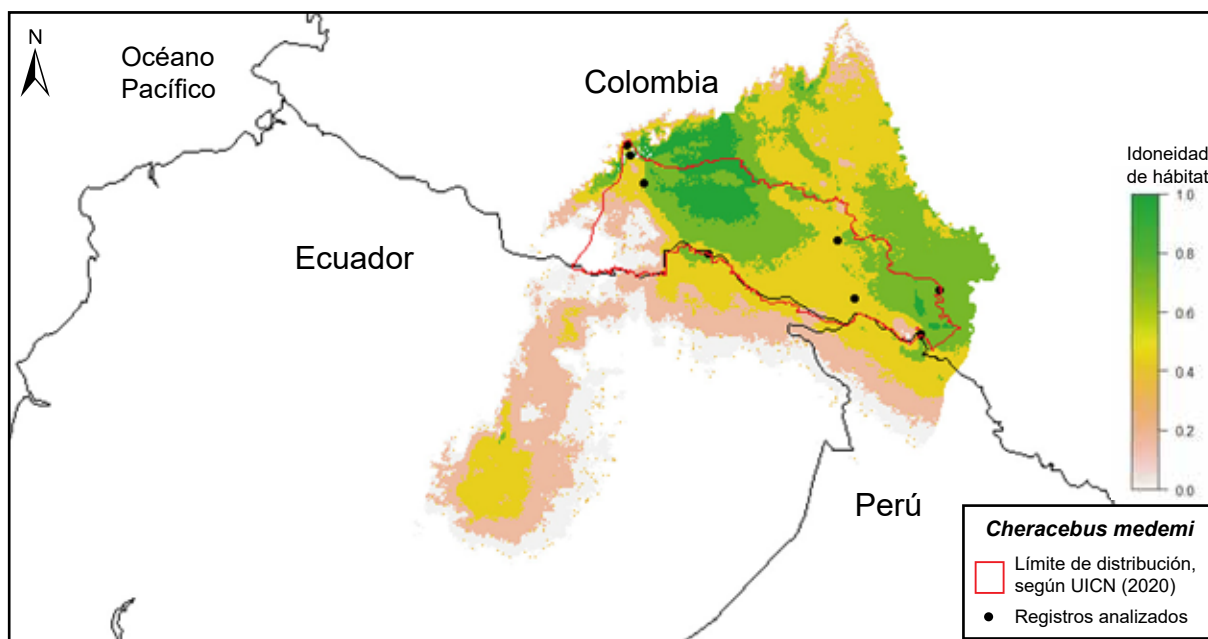 N
Océano
Pacífico
Colombia
Ecuador
Perú
Idoneidad
de hábitat
1.0
0.8
0.6
0.4
0.2
0.0
Cheracebus medemi
Límite de distribución,
según UICN (2020)
Registros analizados